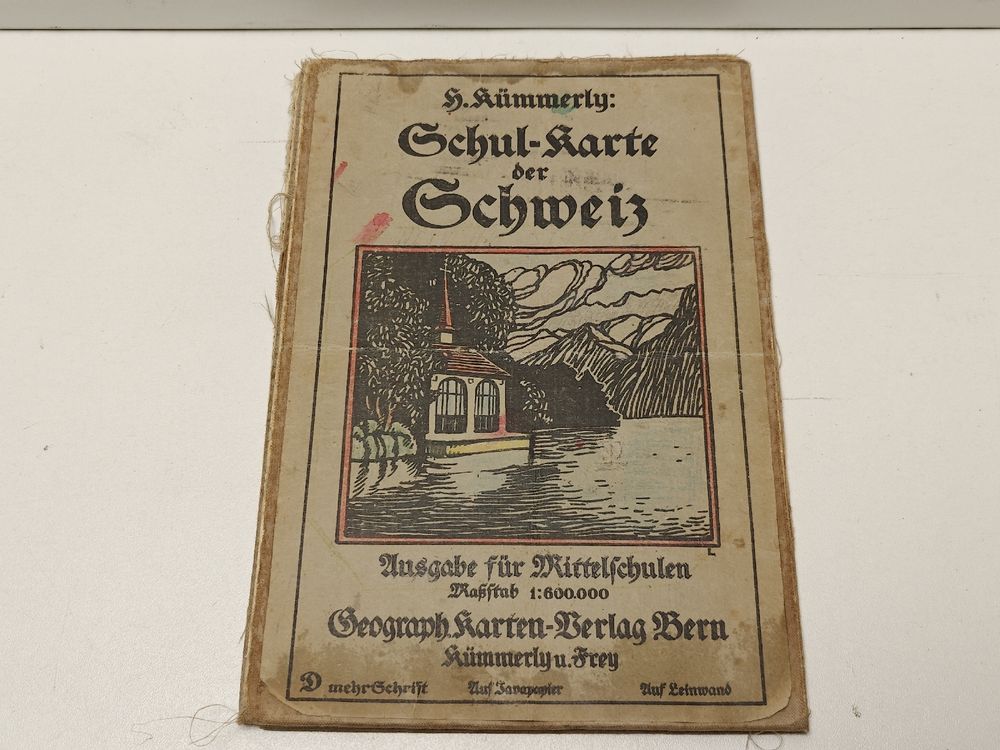 H. Kümmerly:
Schul-Karte
der
Schweiz
L
Ausgabe für Mittelschulen
Maßstab 1:600.000
Geograph. Karten-Verlag Bern
Kümmerly u. Frey
D mehr Schrift Auf Javapapier Auf Leinwand